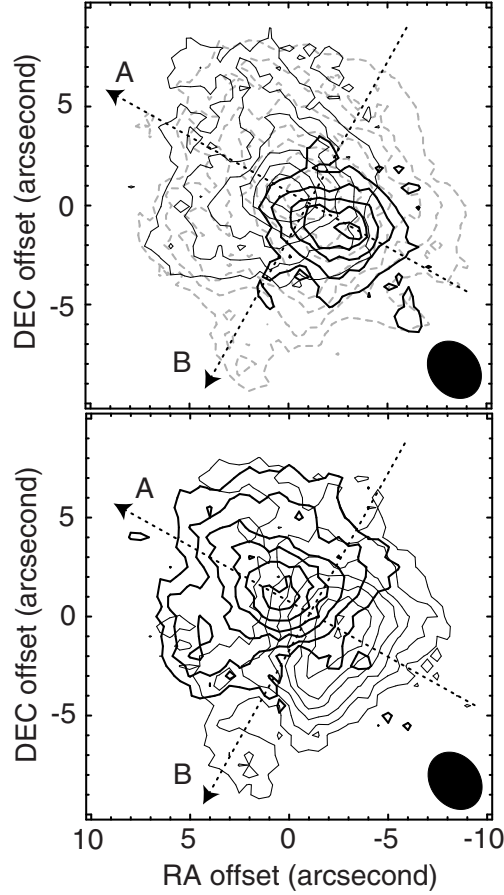 A
5
0
-5
DEC offset (arcsecond)
B
A
5
0
-5
DEC offset (arcsecond)
B
10 5 0 -5 -10
RA offset (arcsecond)